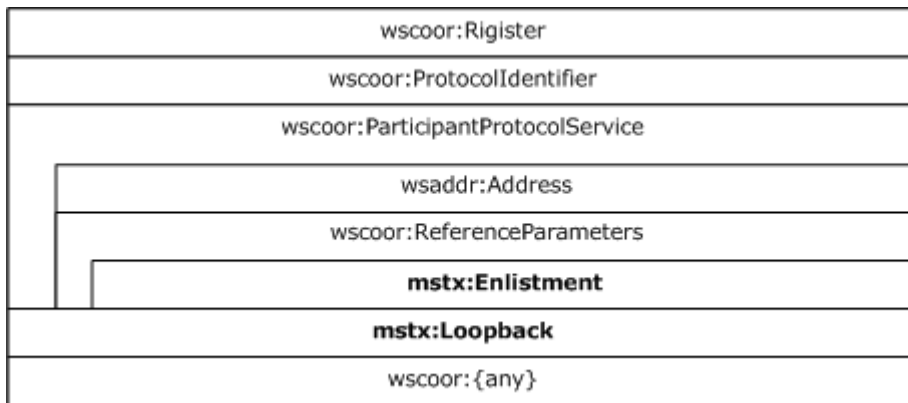 wscoor:Rigister
wscoor:ProtocolIdentifier
wscoor:ParticipantProtocolService
wsaddr:Address
wscoor:ReferenceParameters
mstx:Enlistment
mstx:Loopback
wscoor:{any}